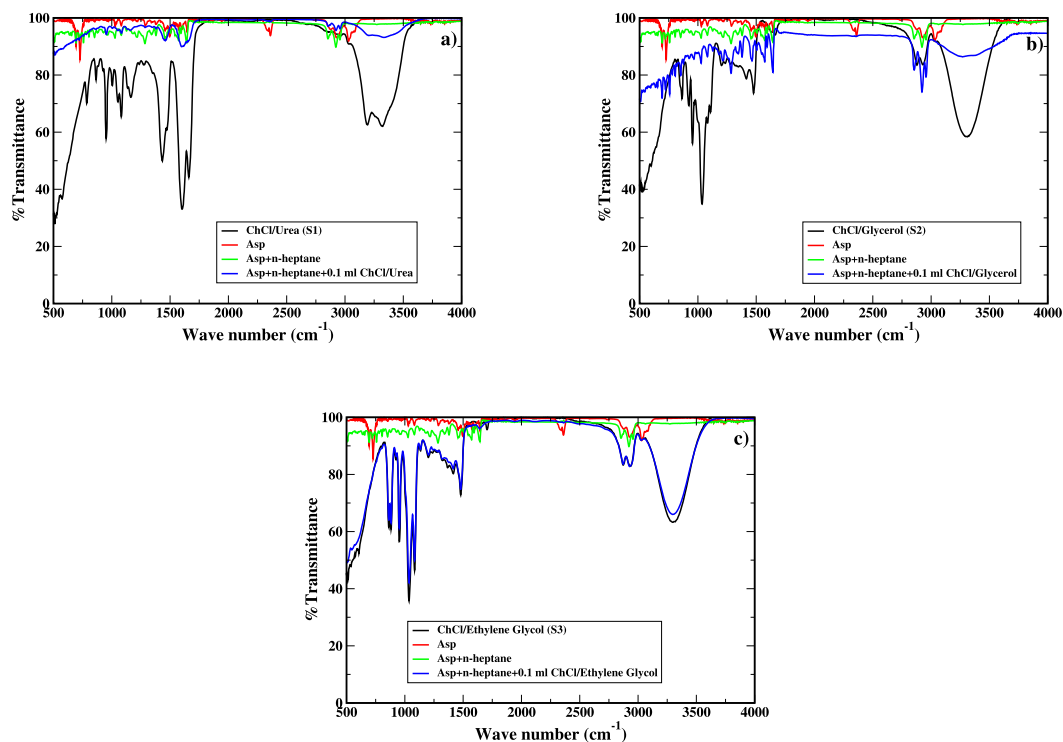 a)
% Transmittance
100
80
60
40
20
0
ChCl/Urea (S1)
Asp
Asp+n-heptane
Asp+n-heptane+0.1 ml ChCl/Urea
500 1000 1500 2000 2500 3000 3500 4000
Wave number (cm⁻¹)
b)
% Transmittance
100
80
60
40
20
0
ChCl/Glycerol (S2)
Asp
Asp+n-heptane
Asp+n-heptane+0.1 ml ChCl/Glycerol
500 1000 1500 2000 2500 3000 3500 4000
Wave number (cm⁻¹)
c)
% Transmittance
100
80
60
40
20
0
ChCl/Ethylene Glycol (S3)
Asp
Asp+n-heptane
Asp+n-heptane+0.1 ml ChCl/Ethylene Glycol
500 1000 1500 2000 2500 3000 3500 4000
Wave number (cm⁻¹)